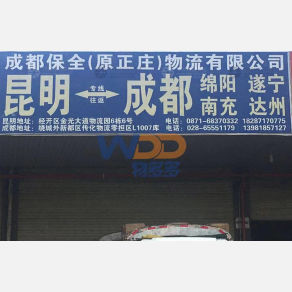 成都保全(原正庄)物流有限公司
昆明 专线 往返 成都 绵阳 遂宁 南充 达州
昆明地址：经开区金光大道物流园6栋6号 电话：0871-68370332 18287170775
成都地址：绕城外新都区传化物流零担区L1007库 电话：028-65551179 13981857127
WDD
物多多